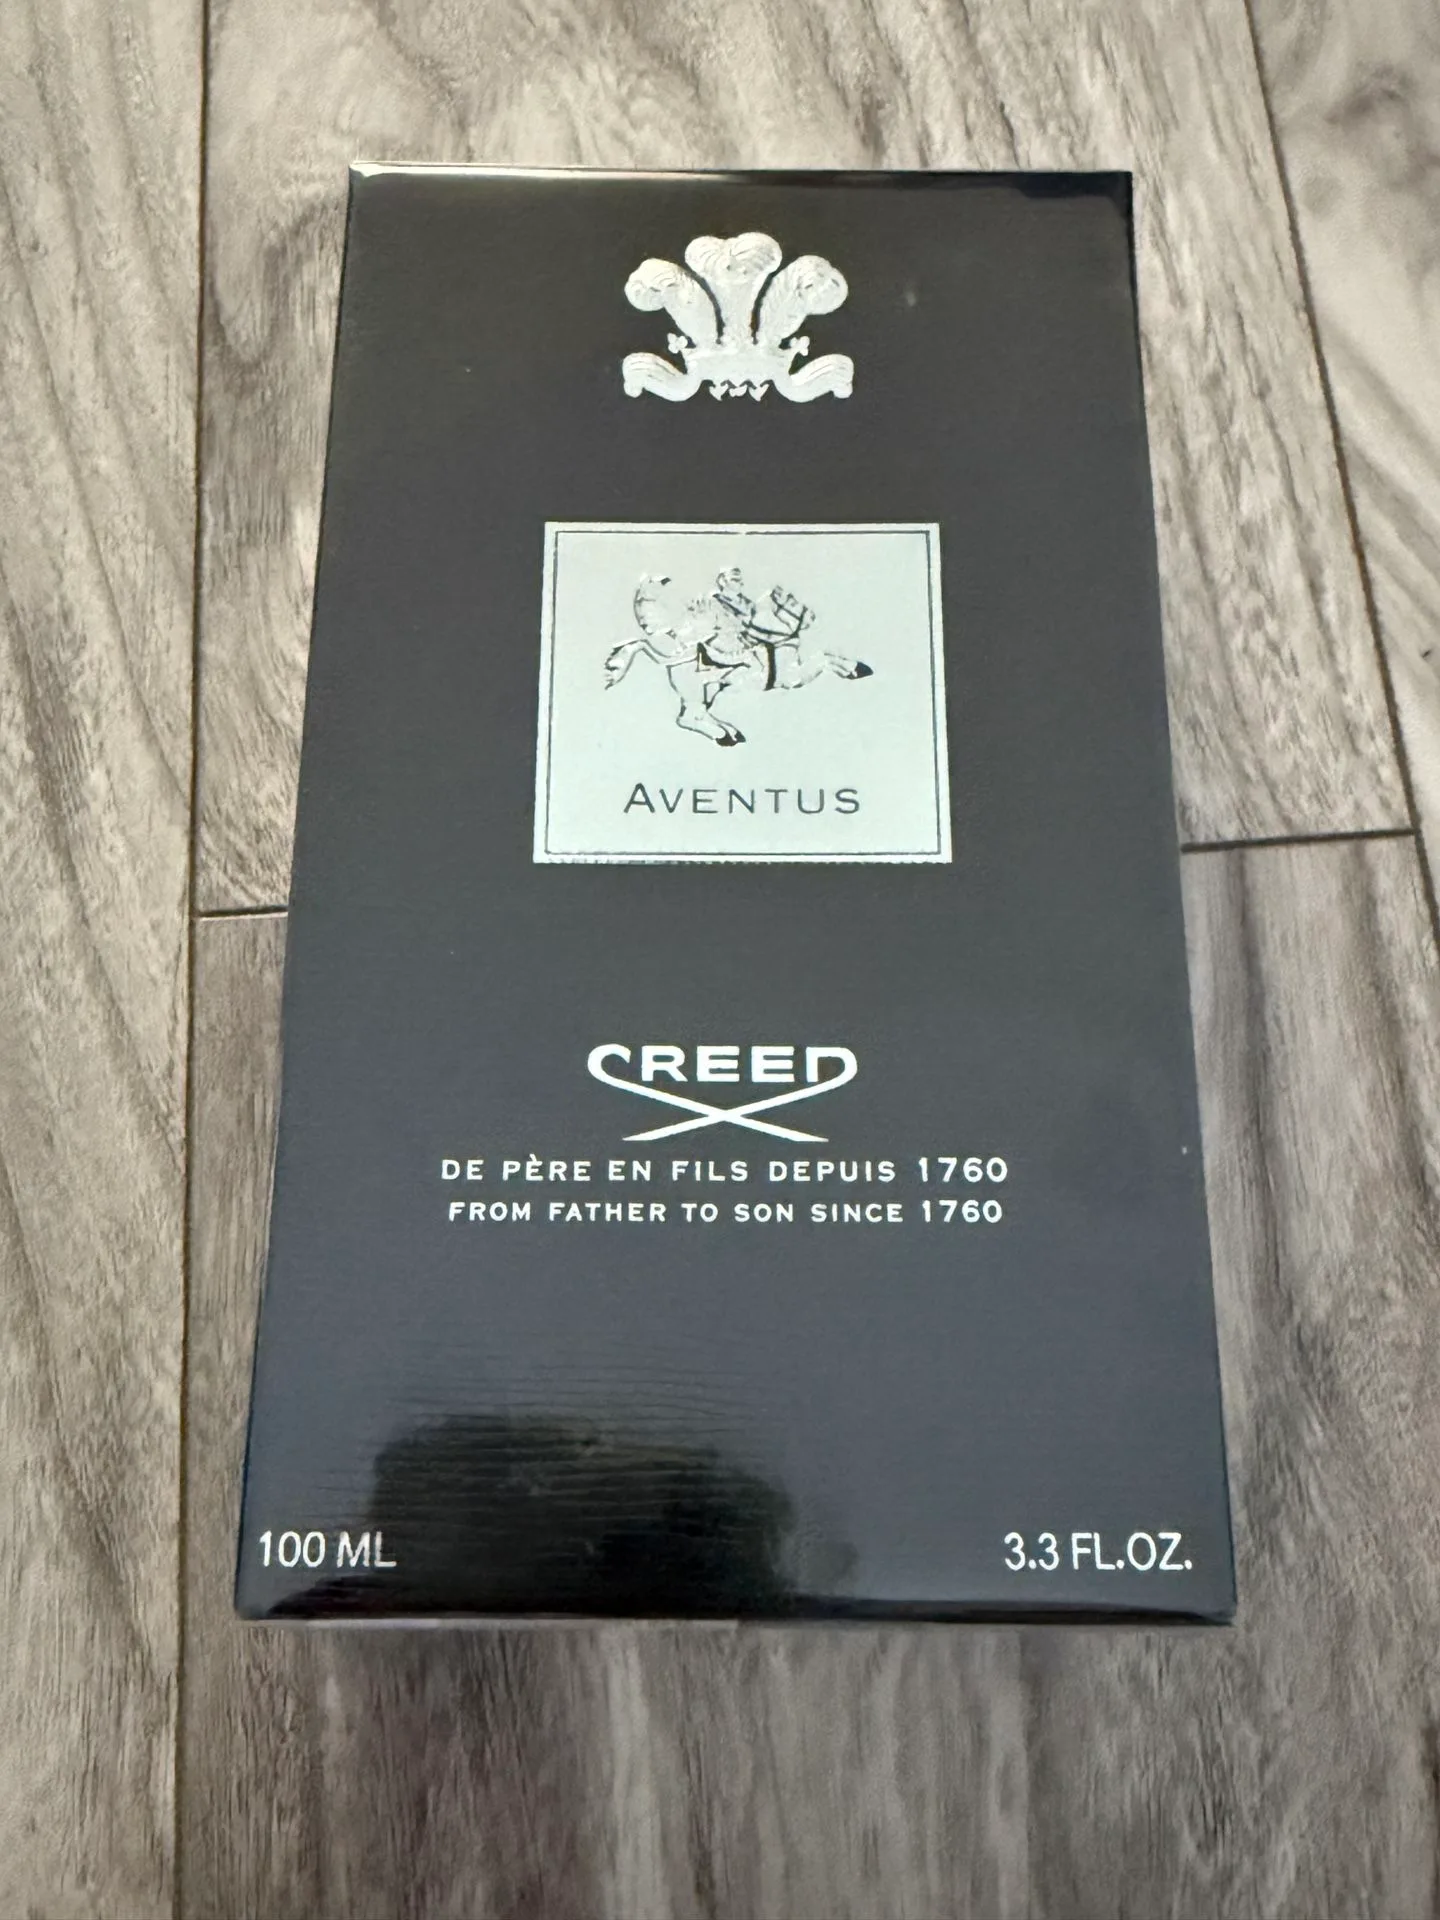 AVENTUS
CREED
DE PÈRE EN FILS DEPUIS 1760
FROM FATHER TO SON SINCE 1760
100 ML
3.3 FL.OZ.